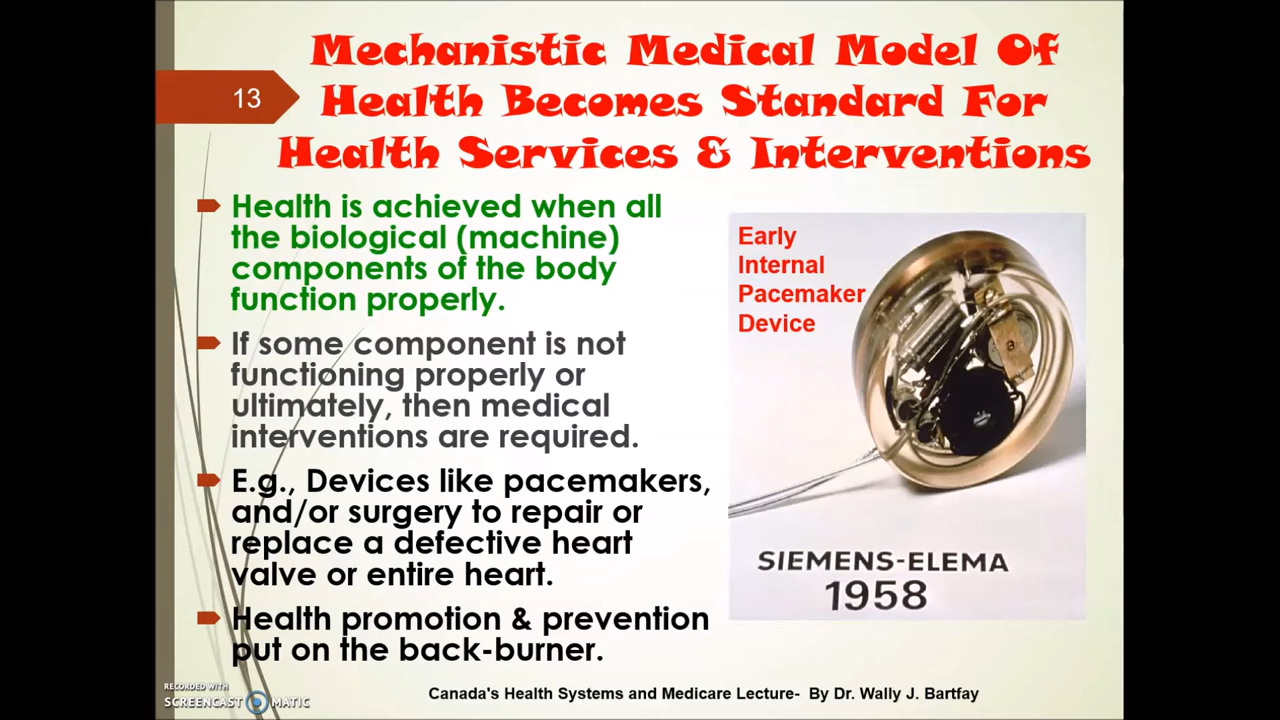 13
Mechanistic Medical Model Of
Health Becomes Standard For
Health Services & Interventions
Health is achieved when all
the biological (machine)
components of the body
function properly.
If some component is not
functioning properly or
ultimately, then medical
interventions are required.
E.g., Devices like pacemakers,
and/or surgery to repair or
replace a defective heart
valve or entire heart.
Health promotion & prevention
put on the back-burner.
Early
Internal
Pacemaker
Device
SIEMENS-ELEMA
1958
RECORDED WITH
SCREENCAST MATIC
Canada's Health Systems and Medicare Lecture- By Dr. Wally J. Bartfay